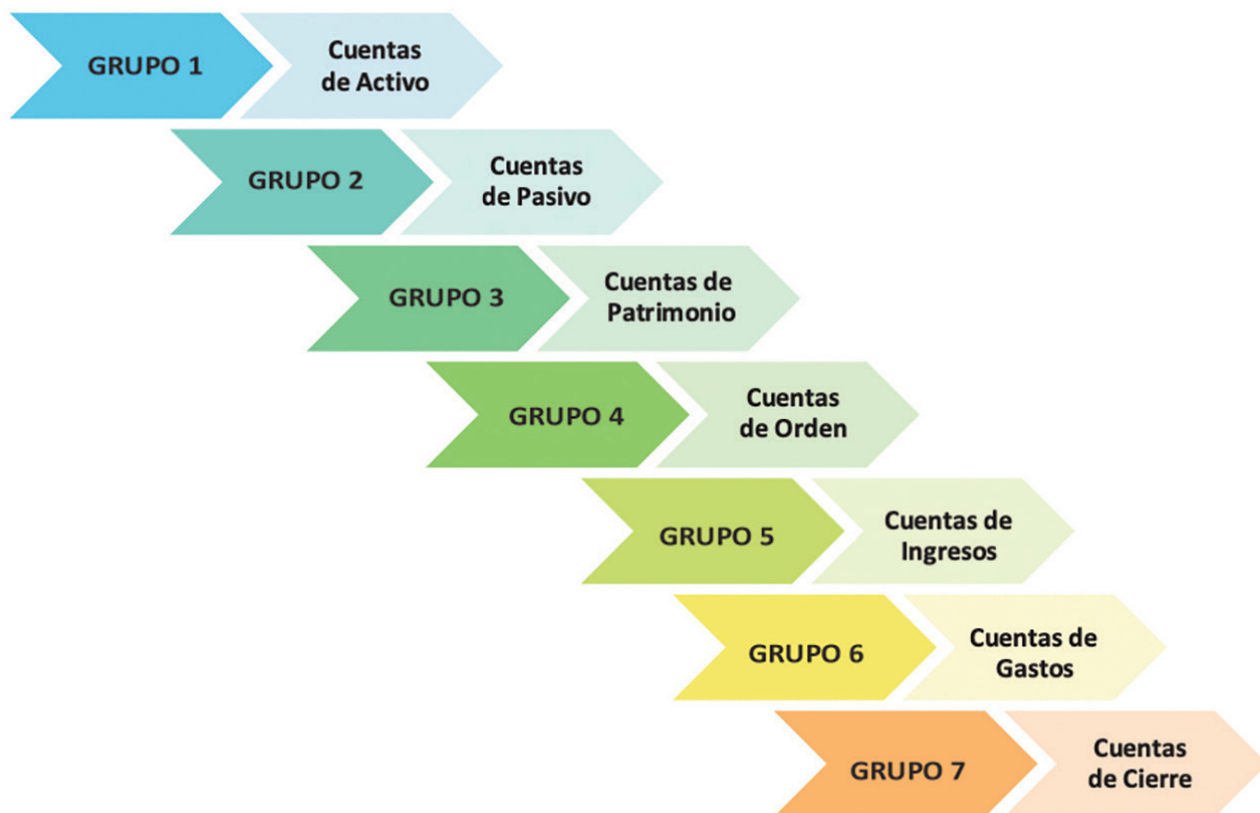 GRUPO 1
Cuentas
de Activo
GRUPO 2
Cuentas
de Pasivo
GRUPO 3
Cuentas de
Patrimonio
GRUPO 4
Cuentas
de Orden
GRUPO 5
Cuentas de
Ingresos
GRUPO 6
Cuentas de
Gastos
GRUPO 7
Cuentas
de Cierre